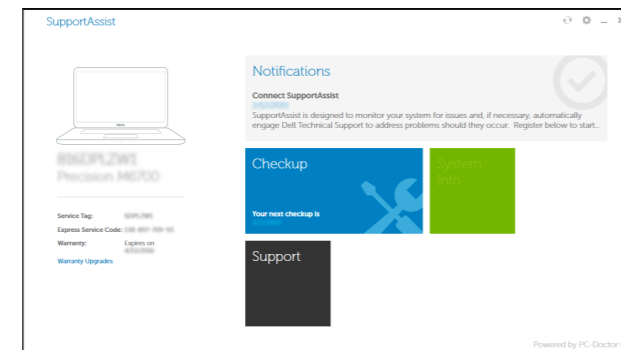 SupportAssist
Notifications
Connect SupportAssist
SupportAssist is designed to monitor your system for issues and, if necessary, automatically
engage Dell Technical Support to address problems should they occur. Register below to start...
DELL
Precision M6700
Checkup
System
Info
Your next checkup is
Service Tag:
Express Service Code:
Warranty: Expires on
Warranty Upgrades
Support
Powered by PC-Doctor